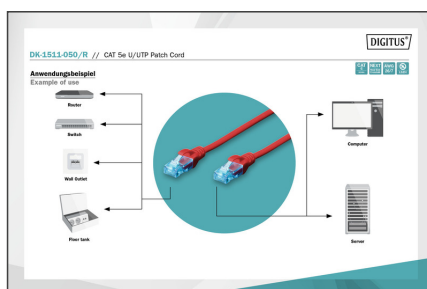 DIGITUS®
DK-1511-050/R // CAT 5e U/UTP Patch Cord
Anwendungsbeispiel
Example of use
Router
Switch
Wall Outlet
Floor tank
Computer
Server